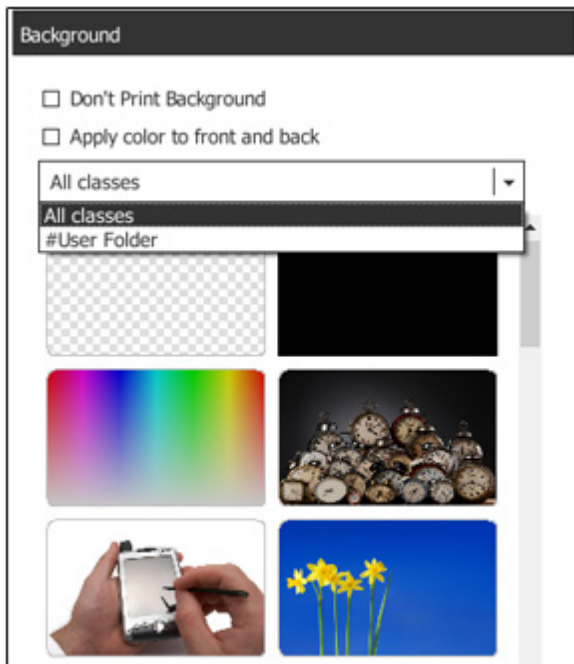 Background
Don't Print Background
Apply color to front and back
All classes
All classes
#User Folder